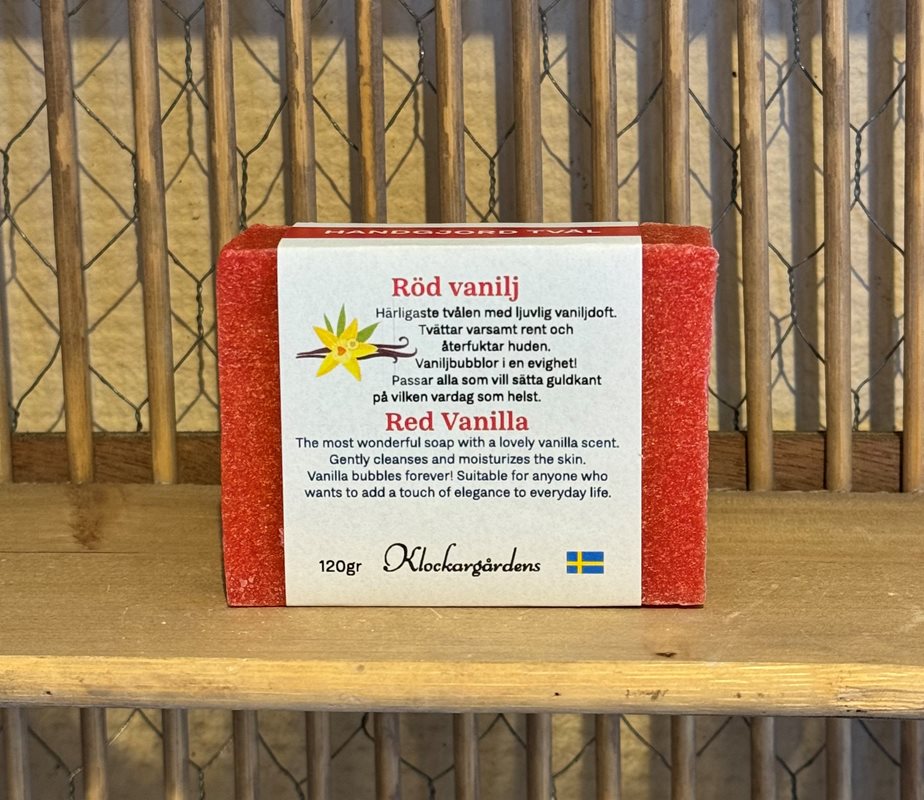 HANDGJORD TVÅL
Röd vanilj
Härligaste tvålen med ljuvlig vaniljdoft.
Tvättar varsamt rent och
återfuktar huden.
Vaniljbubblor i en evighet!
Passar alla som vill sätta guldkant
på vilken vardag som helst.
Red Vanilla
The most wonderful soap with a lovely vanilla scent.
Gently cleanses and moisturizes the skin.
Vanilla bubbles forever! Suitable for anyone who
wants to add a touch of elegance to everyday life.
120gr Klockargårdens